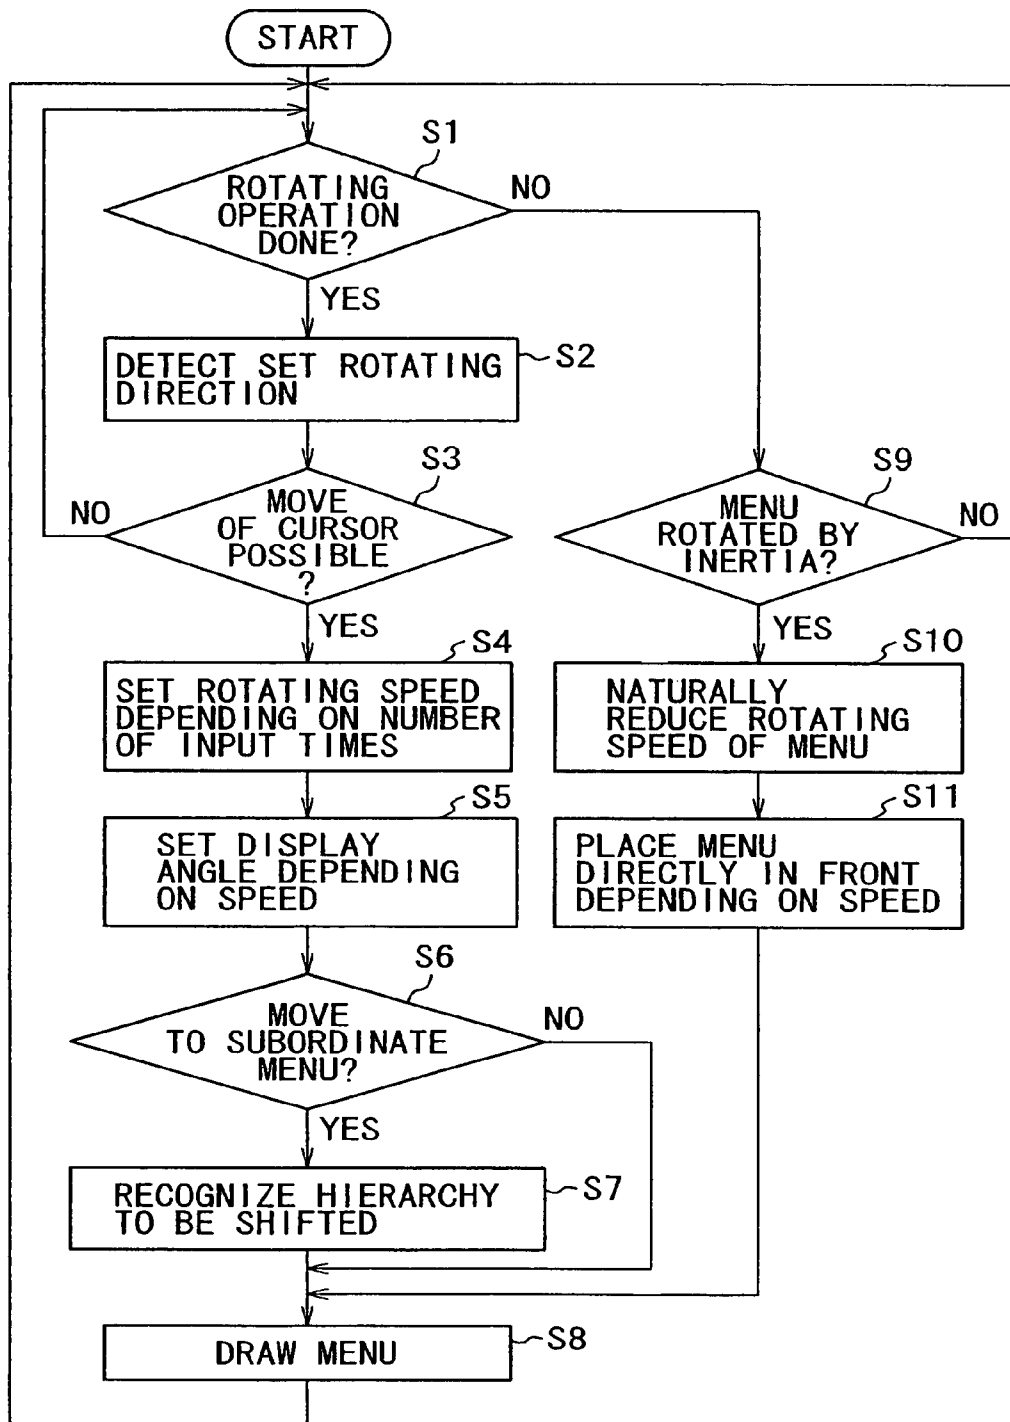 START
S1
ROTATING
OPERATION
DONE?
NO
YES
DETECT SET ROTATING
DIRECTION
S2
S3
MOVE
OF CURSOR
POSSIBLE
?
NO
YES
S4
SET ROTATING SPEED
DEPENDING ON NUMBER
OF INPUT TIMES
S5
SET DISPLAY
ANGLE DEPENDING
ON SPEED
S6
MOVE
TO SUBORDINATE
MENU?
NO
YES
RECOGNIZE HIERARCHY
TO BE SHIFTED
S7
DRAW MENU
S8
S9
MENU
ROTATED BY
INERTIA?
NO
YES
S10
NATURALLY
REDUCE ROTATING
SPEED OF MENU
S11
PLACE MENU
DIRECTLY IN FRONT
DEPENDING ON SPEED